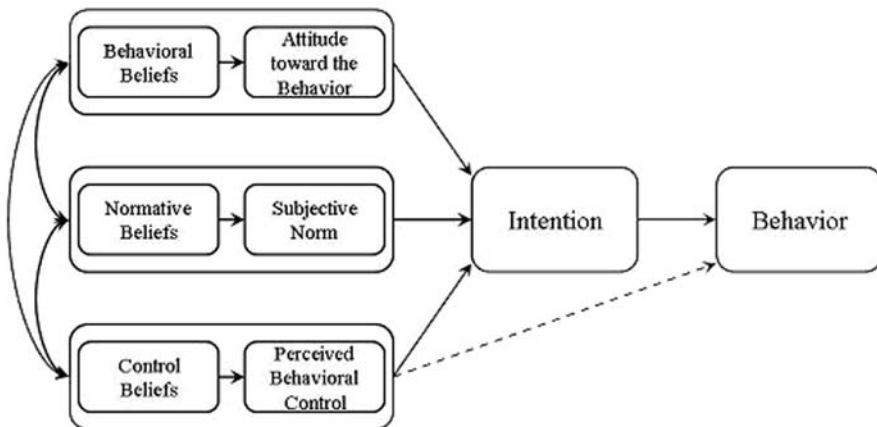 Behavioral
Beliefs
Attitude
toward the
Behavior
Normative
Beliefs
Subjective
Norm
Control
Beliefs
Perceived
Behavioral
Control
Intention
Behavior